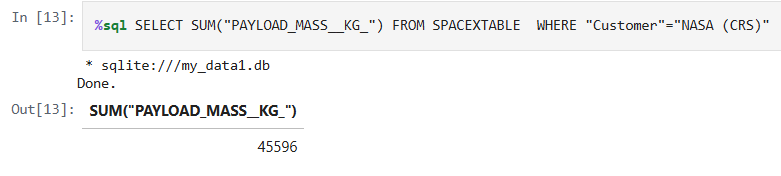 In [13]: %sql SELECT SUM("PAYLOAD_MASS__KG_") FROM SPACEXTABLE  WHERE "Customer"="NASA (CRS)"
* sqlite:///my_data1.db
Done.
Out[13]: SUM("PAYLOAD_MASS__KG_")
45596